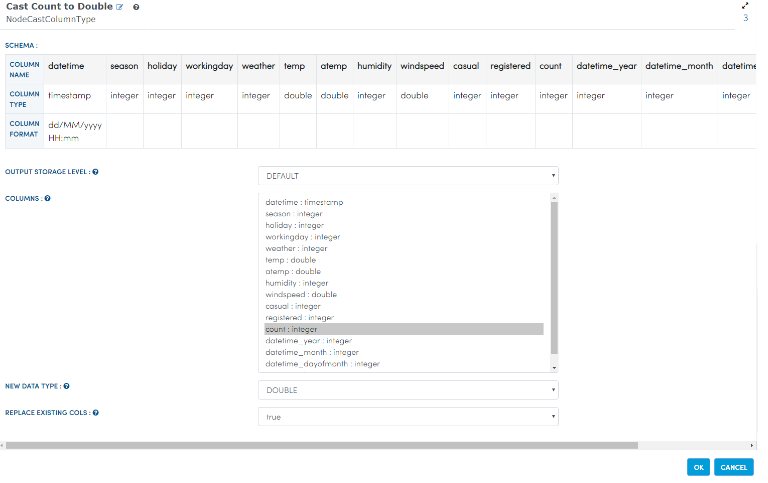 Cast Count to Double
NodeCastColumnType
3
SCHEMA :
COLUMN NAME datetime season holiday workingday weather temp atemp humidity windspeed casual registered count datetime_year datetime_month datetime
COLUMN TYPE timestamp integer integer integer integer double double integer double integer integer integer integer integer integer
COLUMN FORMAT dd/MM/yyyy HH:mm
OUTPUT STORAGE LEVEL :
DEFAULT
COLUMNS :
datetime : timestamp
season : integer
holiday : integer
workingday : integer
weather : integer
temp : double
atemp : double
humidity : integer
windspeed : double
casual : integer
registered : integer
count : integer
datetime_year : integer
datetime_month : integer
datetime_dayofmonth : integer
NEW DATA TYPE :
DOUBLE
REPLACE EXISTING COLS :
true
OK CANCEL